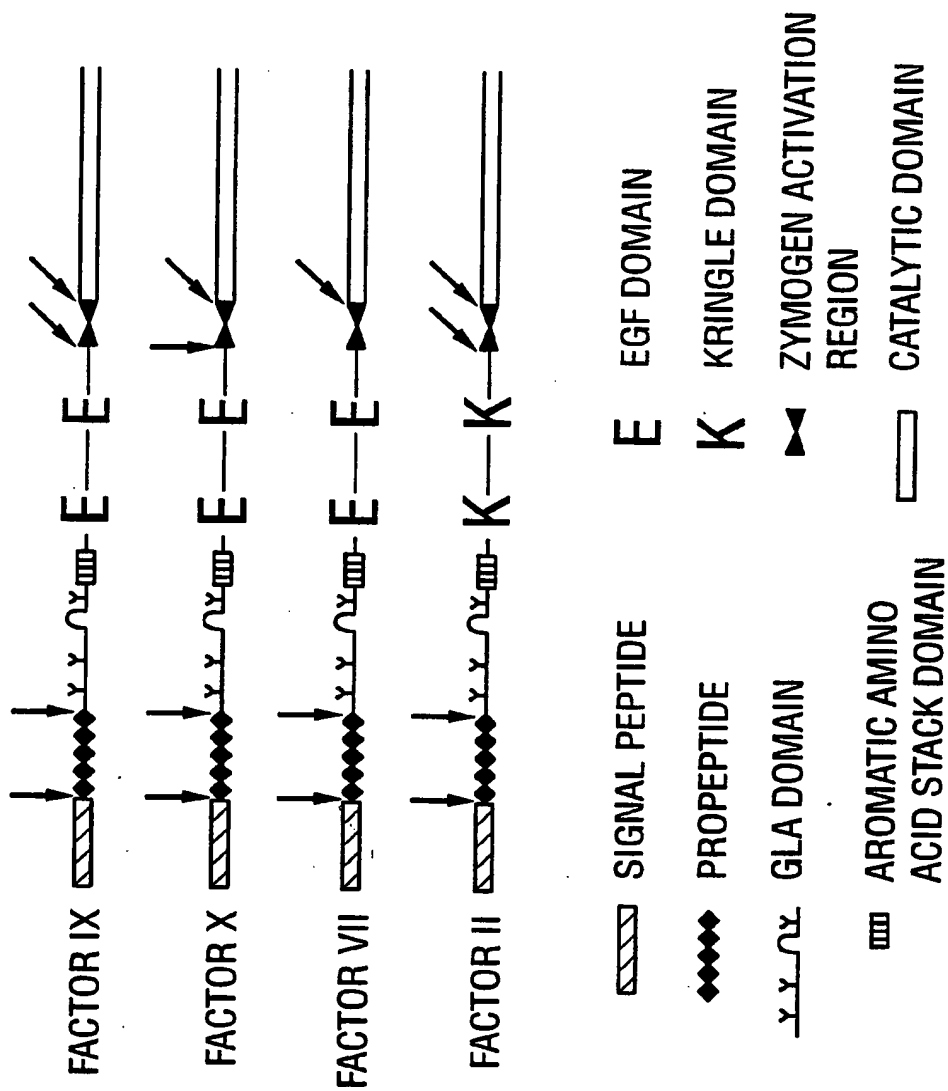 FACTOR IX
E E
FACTOR X
E E
FACTOR VII
E E
FACTOR II
K K
SIGNAL PEPTIDE
PROPEPTIDE
GLA DOMAIN
AROMATIC AMINO
ACID STACK DOMAIN
E EGF DOMAIN
K KRINGLE DOMAIN
ZYMOGEN ACTIVATION
REGION
CATALYTIC DOMAIN